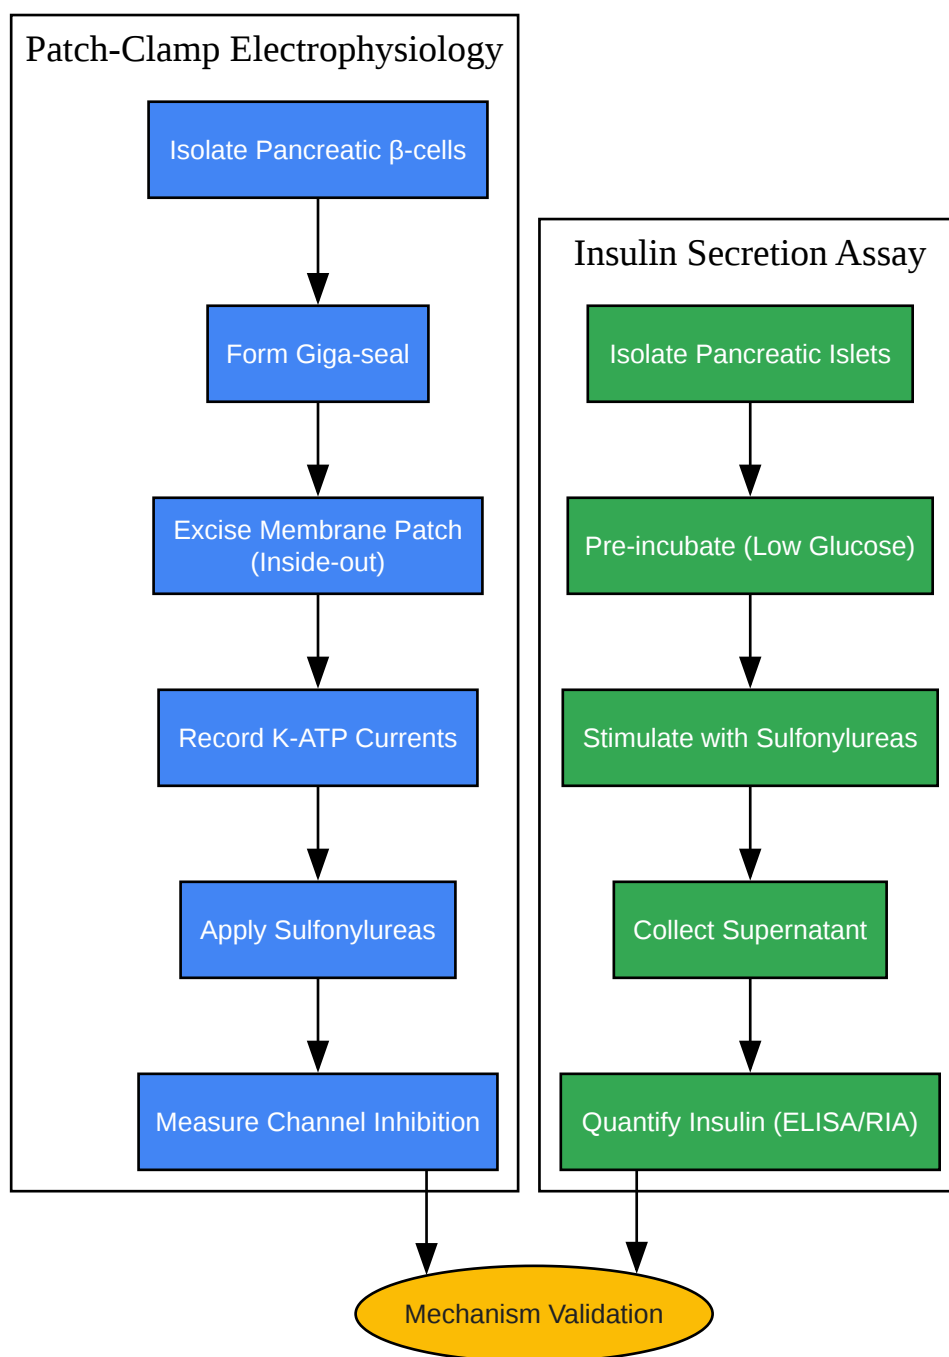 Patch-Clamp Electrophysiology
Isolate Pancreatic β-cells
Form Giga-seal
Excise Membrane Patch
(Inside-out)
Record K-ATP Currents
Apply Sulfonylureas
Measure Channel Inhibition
Insulin Secretion Assay
Isolate Pancreatic Islets
Pre-incubate (Low Glucose)
Stimulate with Sulfonylureas
Collect Supernatant
Quantify Insulin (ELISA/RIA)
Mechanism Validation